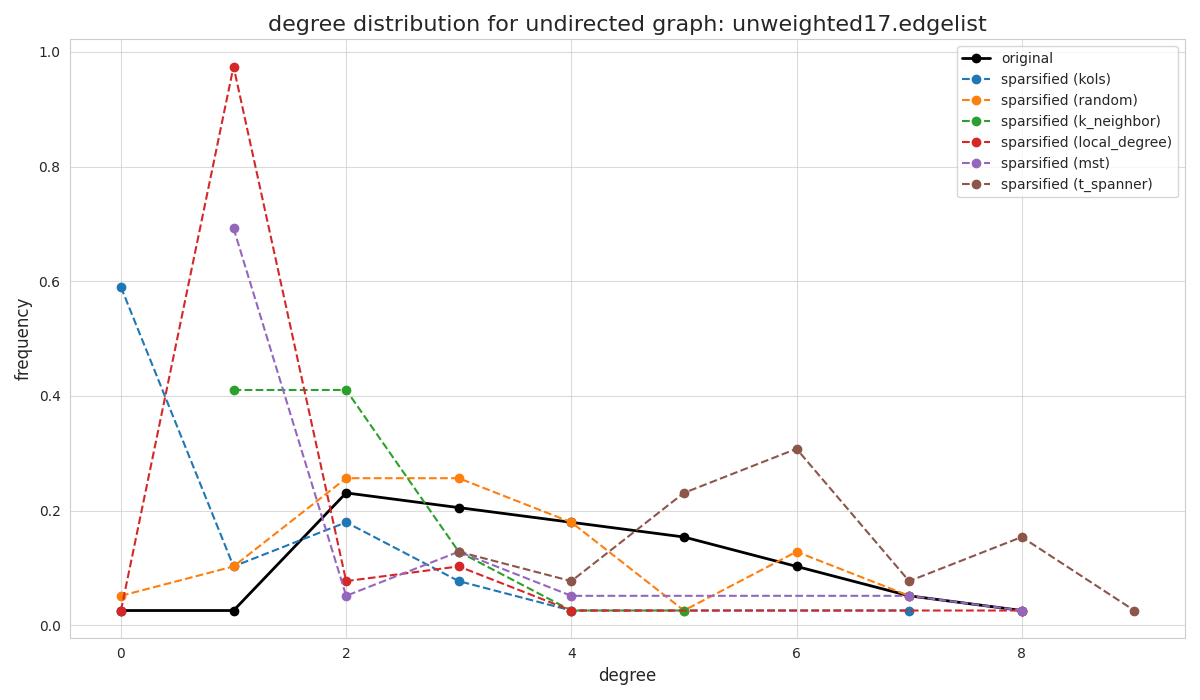 degree distribution for undirected graph: unweighted17.edgelist
1.0
0.8
0.6
0.4
0.2
0.0
frequency
original
sparsified (kols)
sparsified (random)
sparsified (k_neighbor)
sparsified (local_degree)
sparsified (mst)
sparsified (t_spanner)
0 2 4 6 8
degree